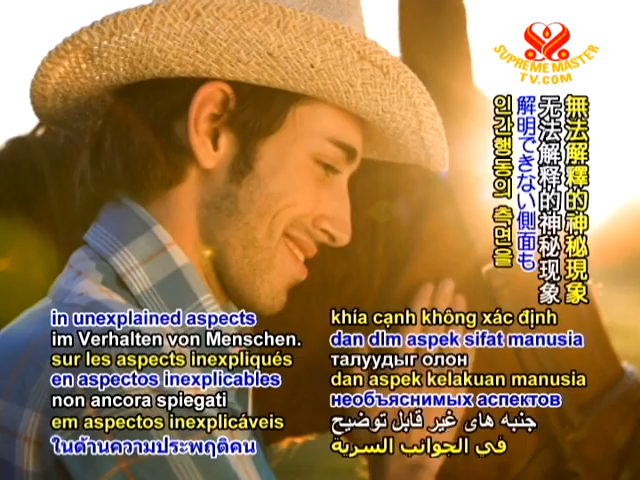 SUPREME MASTER
TV.COM
無法解釋的神秘現象
无法解释的神秘现象
解明できない側面も
인간행동의 측면을
in unexplained aspects
im Verhalten von Menschen.
sur les aspects inexpliqués
en aspectos inexplicables
non ancora spiegati
em aspectos inexplicáveis
ในด้านความประพฤติคน
khía cạnh không xác định
dan dlm aspek sifat manusia
талуудыг олон
dan aspek kelakuan manusia
необъяснимых аспектов
جنبه های غیر قابل توضیح
في الجوانب السرية